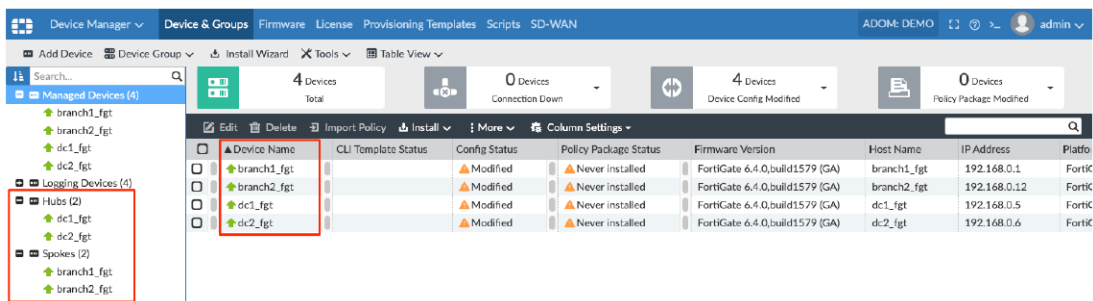 Device Manager Device & Groups Firmware License Provisioning Templates Scripts SD-WAN ADOM: DEMO admin
Add Device Device Group Install Wizard Tools Table View
Search...
Managed Devices (4)
branch1_fgt
branch2_fgt
dc1_fgt
dc2_fgt
Logging Devices (4)
Hubs (2)
dc1_fgt
dc2_fgt
Spokes (2)
branch1_fgt
branch2_fgt
4 Devices
Total
0 Devices
Connection Down
4 Devices
Device Config Modified
0 Devices
Policy Package Modified
Edit Delete Import Policy Install More Column Settings
Device Name CLI Template Status Config Status Policy Package Status Firmware Version Host Name IP Address Platfo
branch1_fgt Modified Never installed FortiGate 6.4.0,build1579 (GA) branch1_fgt 192.168.0.1 FortiC
branch2_fgt Modified Never installed FortiGate 6.4.0,build1579 (GA) branch2_fgt 192.168.0.12 FortiC
dc1_fgt Modified Never installed FortiGate 6.4.0,build1579 (GA) dc1_fgt 192.168.0.5 FortiC
dc2_fgt Modified Never installed FortiGate 6.4.0,build1579 (GA) dc2_fgt 192.168.0.6 FortiC